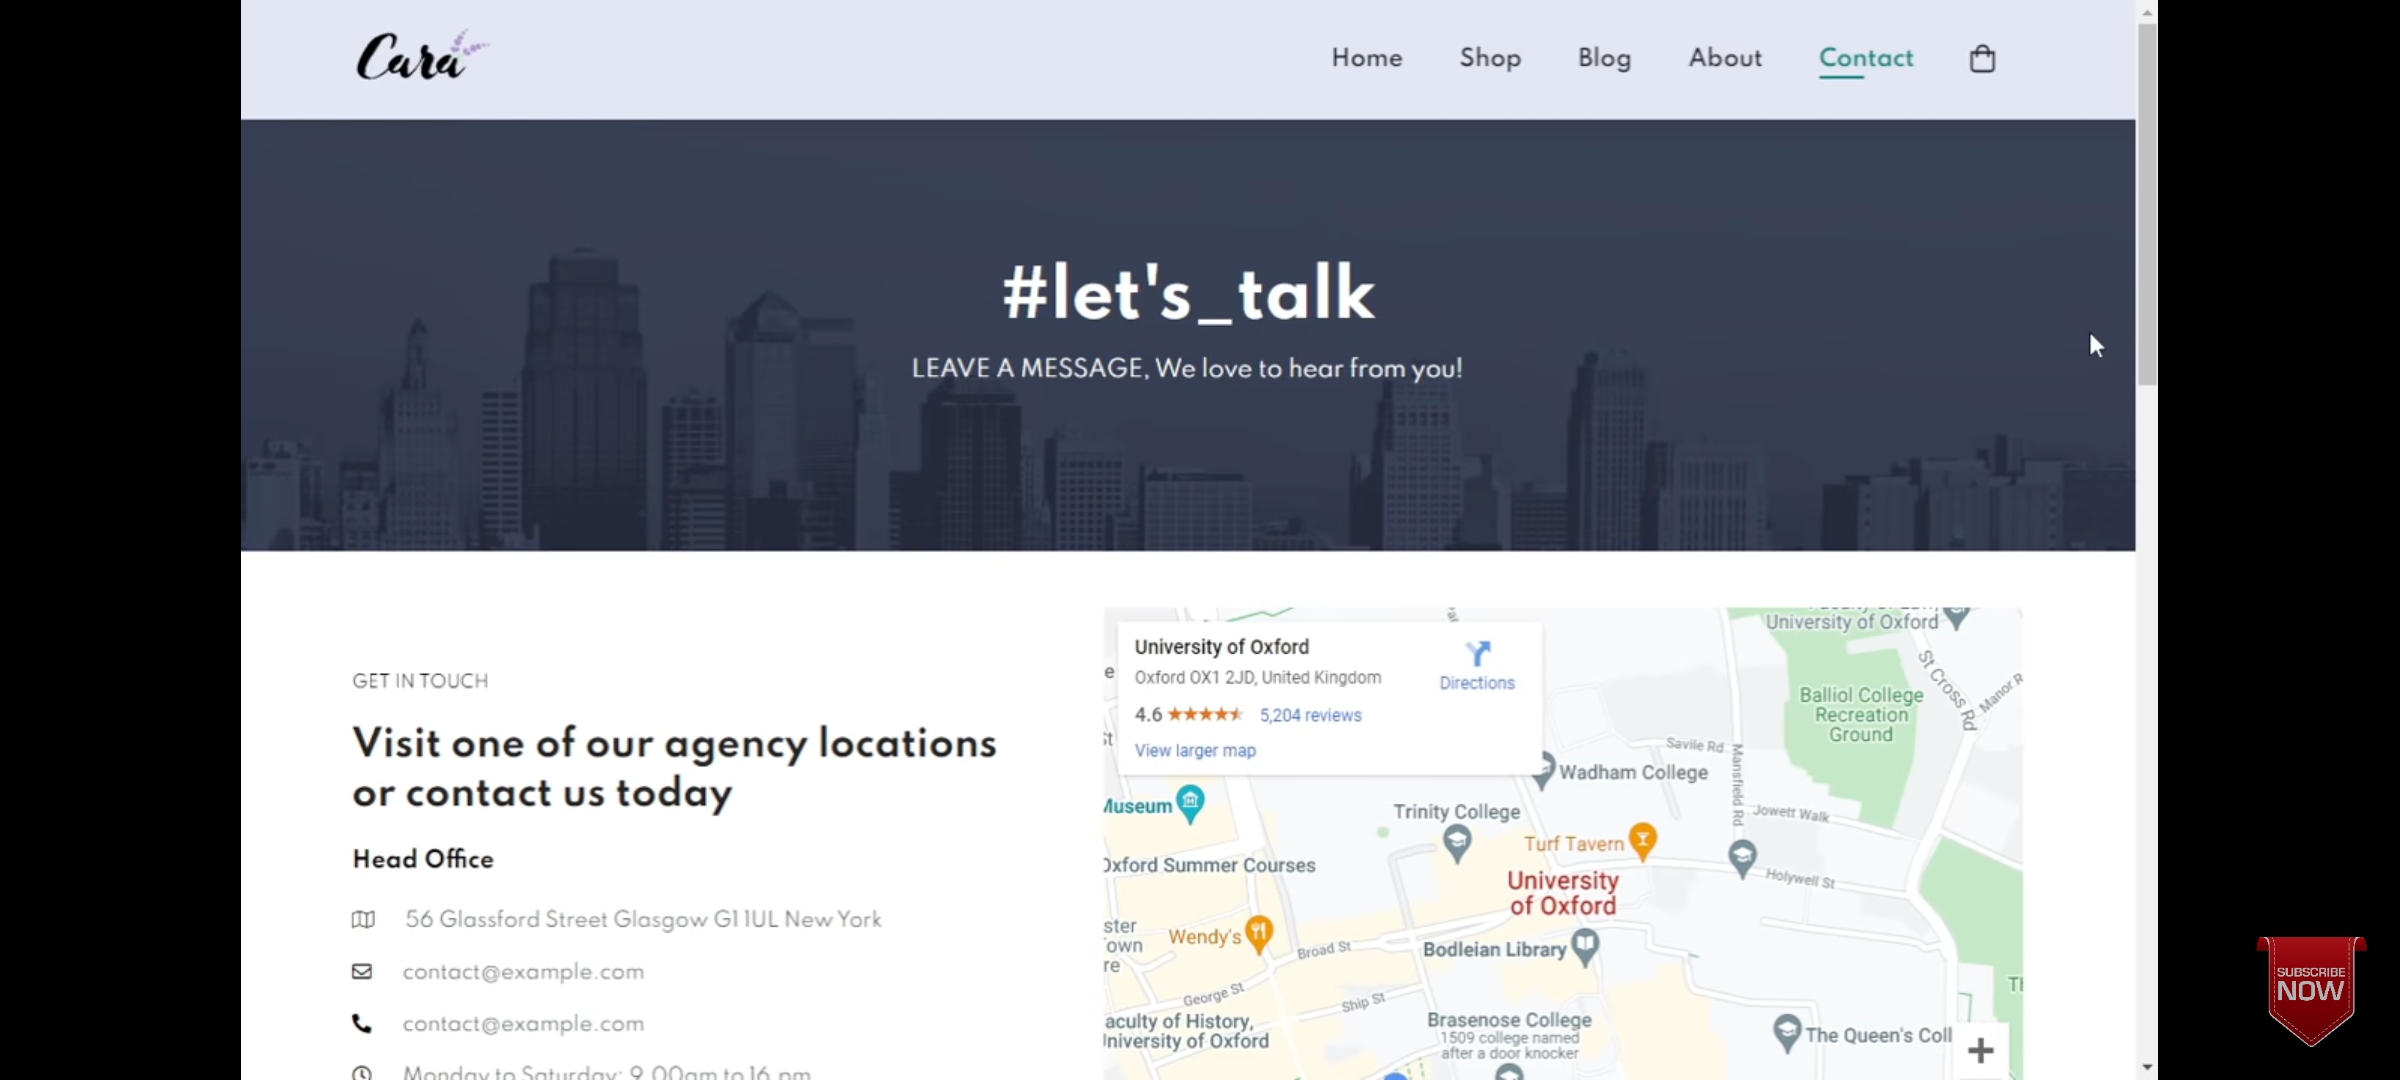 Cara
Home Shop Blog About Contact
#let's_talk
LEAVE A MESSAGE, We love to hear from you!
GET IN TOUCH
Visit one of our agency locations
or contact us today
Head Office
56 Glassford Street Glasgow G1 1UL New York
contact@example.com
contact@example.com
Monday to Saturday: 9.00am to 16.pm
University of Oxford
Oxford OX1 2JD, United Kingdom
4.6 5,204 reviews
View larger map
Directions
University of Oxford
St Cross Rd
Manor R
Balliol College
Recreation
Ground
Savile Rd
Mansfield Rd
Wadham College
Jowett Walk
Museum
Trinity College
Turf Tavern
Oxford Summer Courses
University
of Oxford
Holywell St
Wendy's
Broad St
Bodleian Library
George St
Ship St
aculty of History,
University of Oxford
Brasenose College
1509 college named
after a door knocker
The Queen's Coll
SUBSCRIBE
NOW